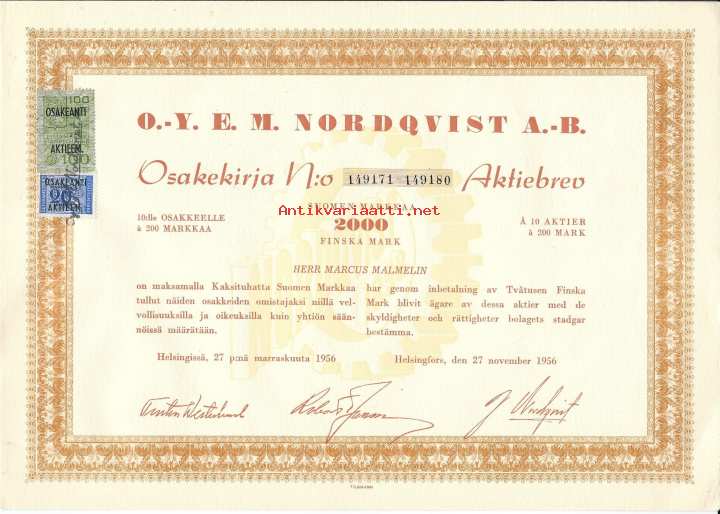 O.-Y. E. M. NORDQVIST A.-B.
Osakekirja N:o 149171 149180 Aktiebrev
100
OSAKEANTI
AKTIEEM.
100
OSAKEANTI
20
AKTIEEM.
SUOMEN MARKKAA
Antikvariaatti.net
10:lle OSAKKEELLE
à 200 MARKKAA
2000
FINSKA MARK
Å 10 AKTIER
à 200 MARK
HERR MARCUS MALMELIN
on maksamalla Kaksituhatta Suomen Markkaa
tullut näiden osakkeiden omistajaksi niillä vel-
vollisuuksilla ja oikeuksilla kuin yhtiön sään-
nöissä määrätään.
har genom inbetalning av Tvåtusen Finska
Mark blivit ägare av dessa aktier med de
skyldigheter och rättigheter bolagets stadgar
bestämma.
Helsingissä, 27 p:nä marraskuuta 1956
Helsingfors, den 27 november 1956